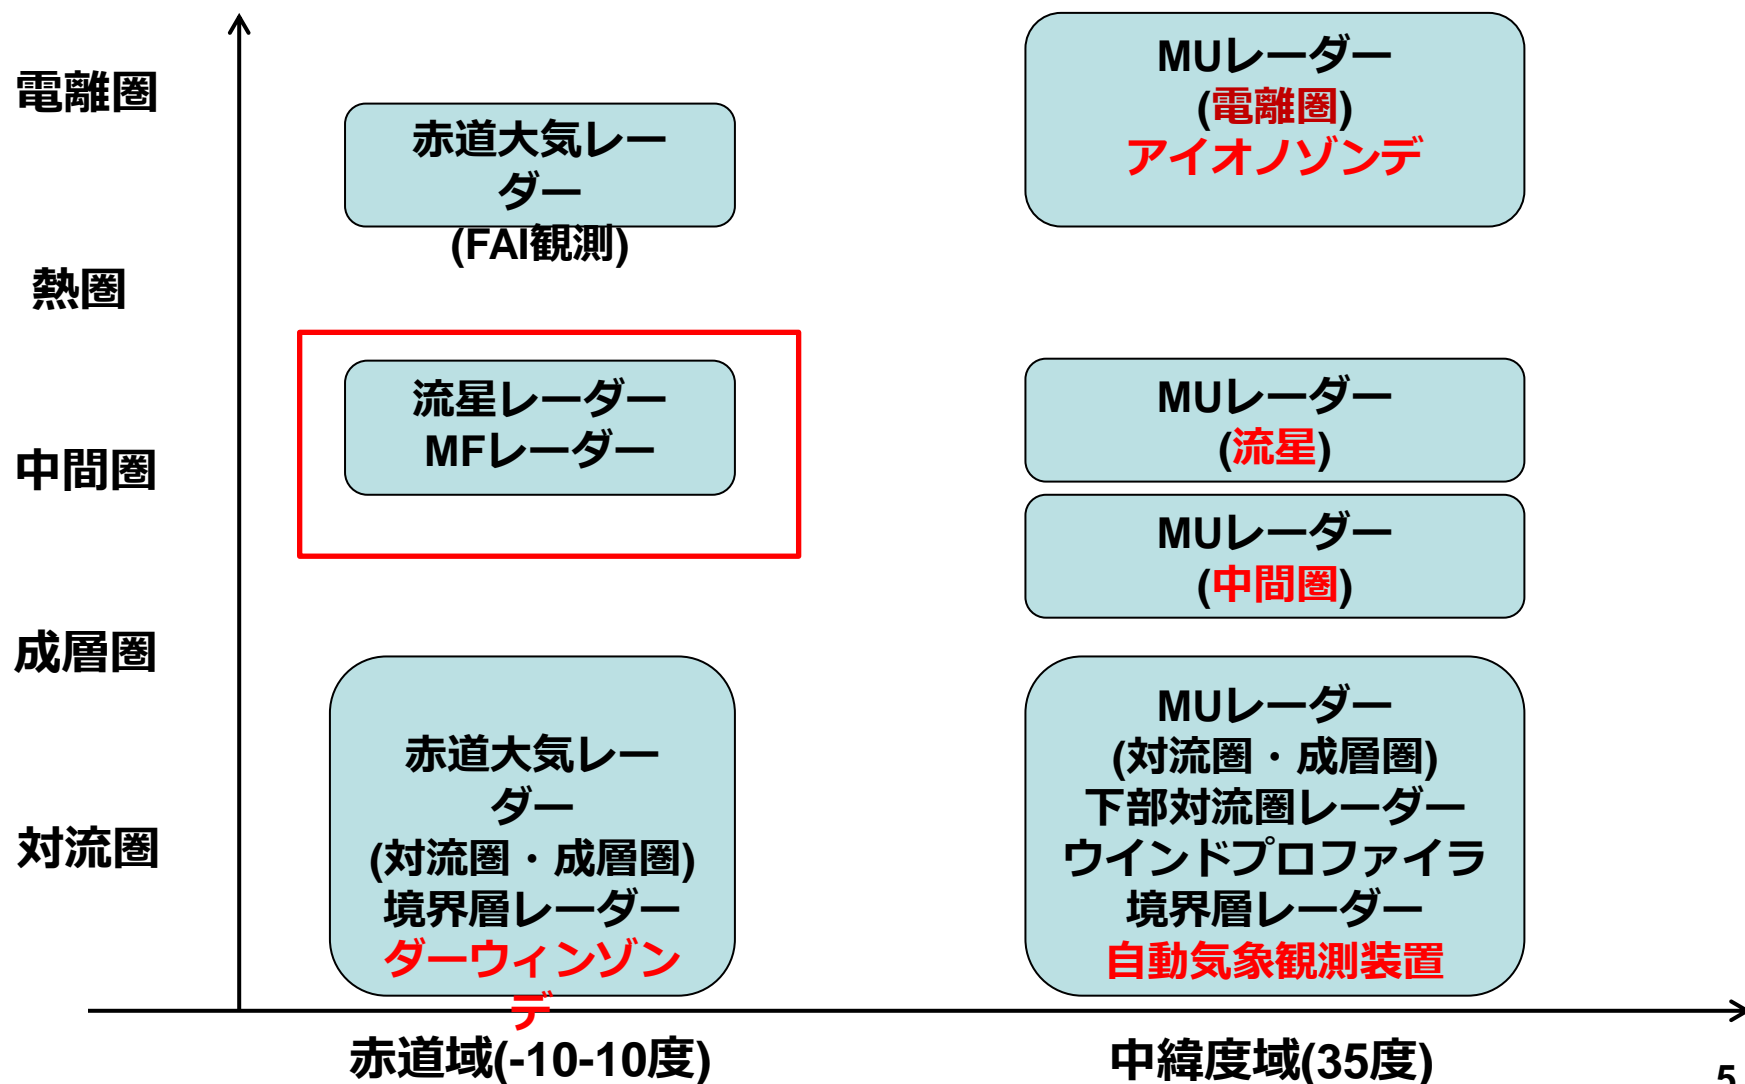 電離圏
熱圏
中間圏
成層圏
対流圏
赤道大気レー
ダー
(FAI観測)
流星レーダー
MFレーダー
赤道大気レー
ダー
(対流圏・成層圏)
境界層レーダー
ダーウィンゾン
デ
MUレーダー
(電離圏)
アイオノゾンデ
MUレーダー
(流星)
MUレーダー
(中間圏)
MUレーダー
(対流圏・成層圏)
下部対流圏レーダー
ウインドプロファイラ
境界層レーダー
自動気象観測装置
赤道域(-10-10度)
中緯度域(35度)
5